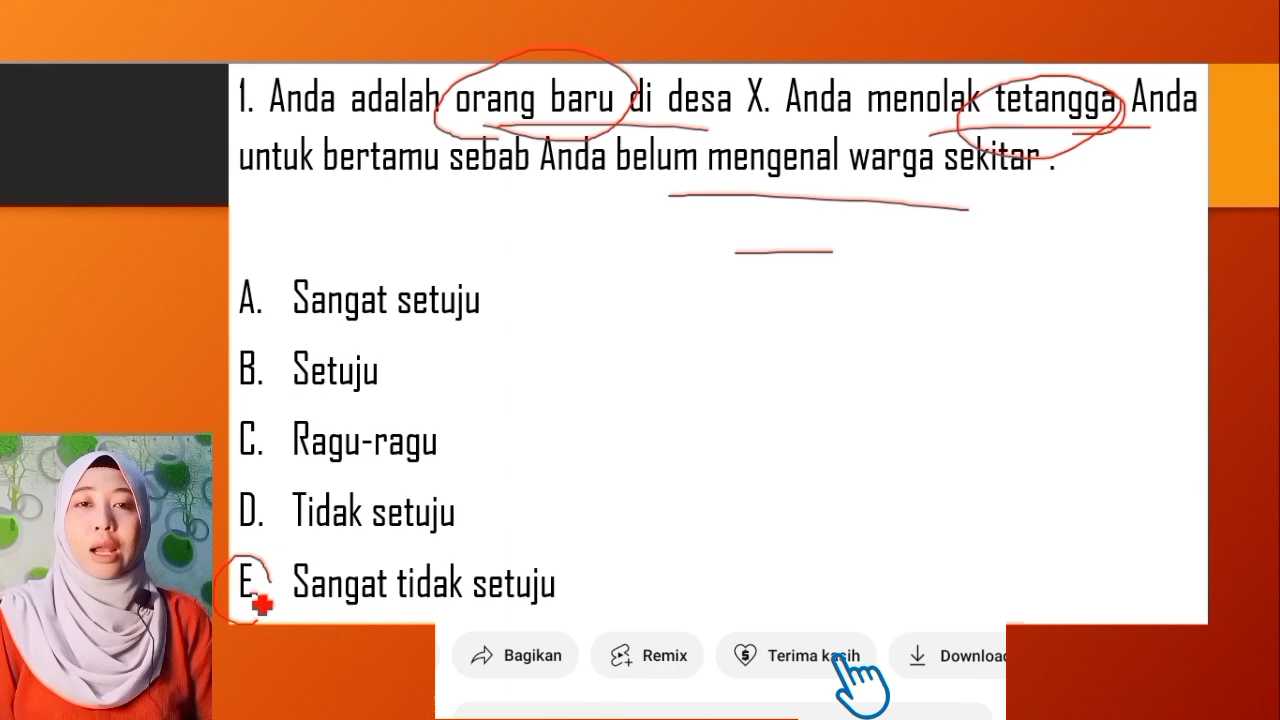 1. Anda adalah orang baru di desa X. Anda menolak tetangga Anda
untuk bertamu sebab Anda belum mengenal warga sekitar .
A. Sangat setuju
B. Setuju
C. Ragu-ragu
D. Tidak setuju
E. Sangat tidak setuju
Bagikan Remix Terima kasih Download